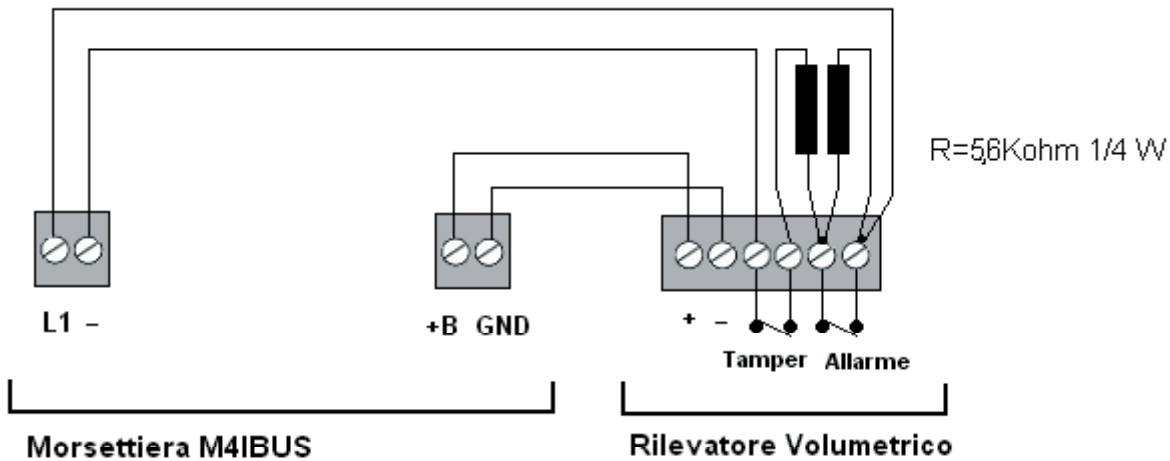 R=5,6Kohm 1/4 W
L1 -
+B GND
+ -
Tamper Allarme
Morsettiera M4IBUS
Rilevatore Volumetrico